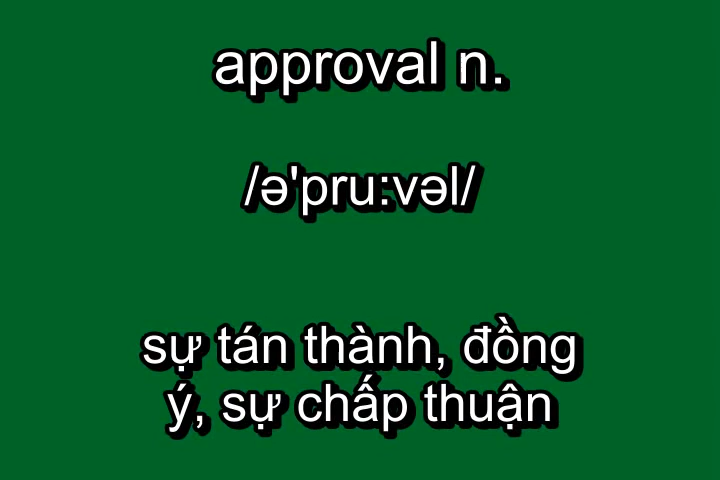 approval n.
/ə'pru:vəl/
sự tán thành, đồng
ý, sự chấp thuận